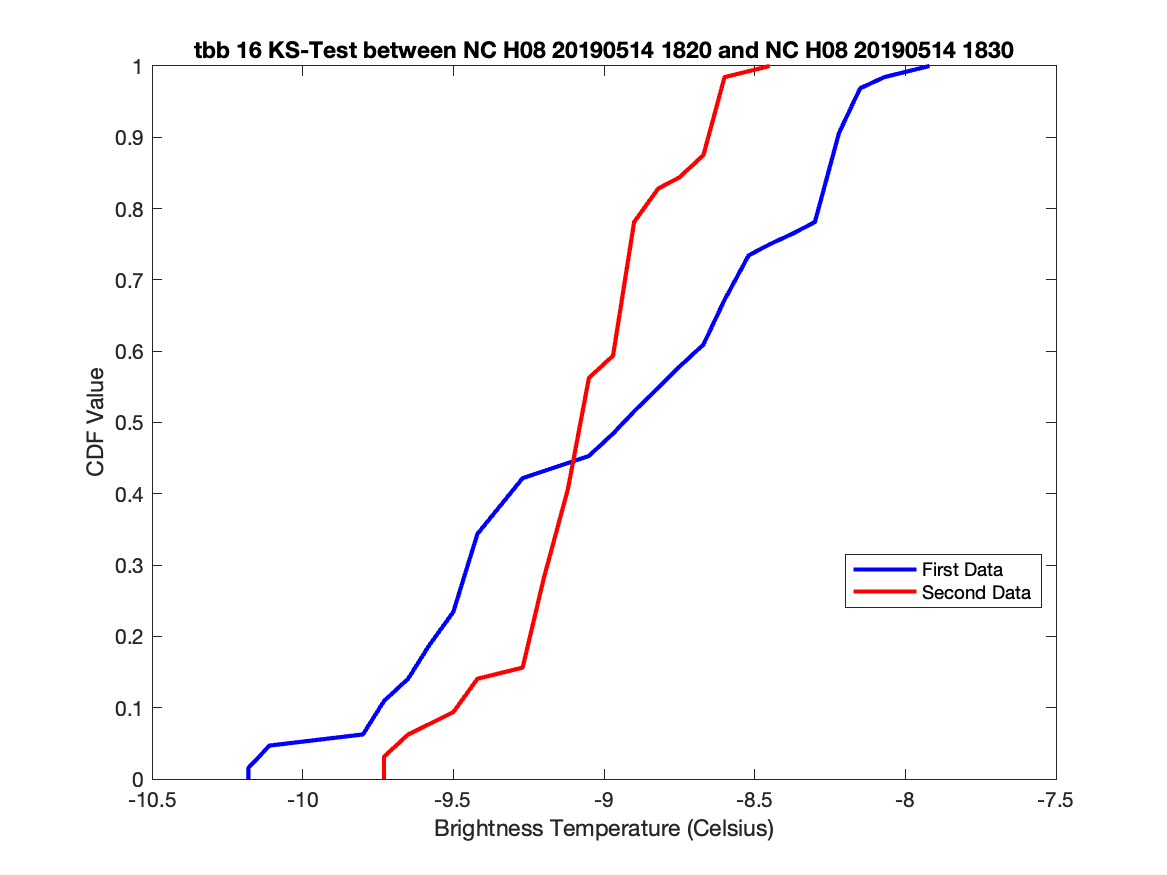 tbb 16 KS-Test between NC H08 20190514 1820 and NC H08 20190514 1830
1
0.9
0.8
0.7
0.6
0.5
0.4
0.3
0.2
0.1
0
CDF Value
First Data
Second Data
-10.5 -10 -9.5 -9 -8.5 -8 -7.5
Brightness Temperature (Celsius)